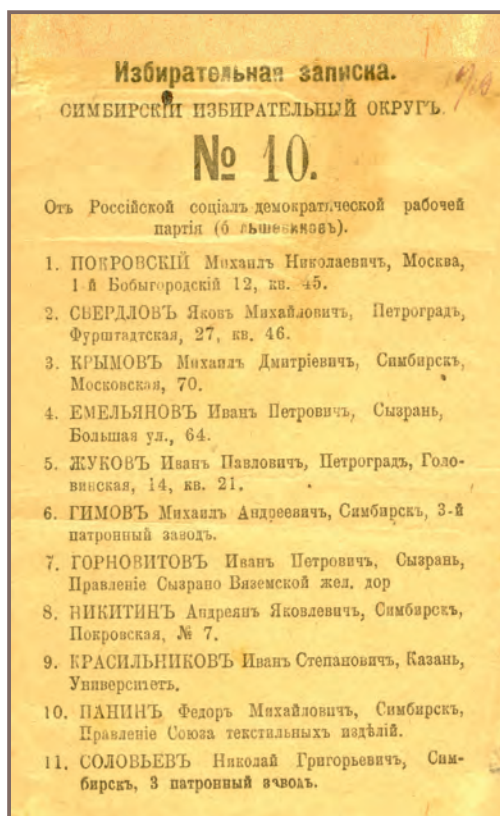 Избирательная записка.
СИМБИРСКІЙ ИЗБИРАТЕЛЬНЫЙ ОКРУГЪ.
№ 10.
Отъ Россійской соціалъ демократической рабочей
партія (б льшевиковъ).
1. ПОКРОВСКІЙ Михаилъ Николаевичъ, Москва,
1-й Бобыгородскій 12, кв. 45.
2. СВЕРДЛОВЪ Яковъ Михайловичъ, Петроградъ,
Фурштадтская, 27, кв. 46.
3. КРЫМОВЪ Михаилъ Дмитріевичъ, Симбирскъ,
Московская, 70.
4. ЕМЕЛЬЯНОВЪ Иванъ Петровичъ, Сызрань,
Большая ул., 64.
5. ЖУКОВЪ Иванъ Павловичъ, Петроградъ, Голо-
винская, 14, кв. 21.
6. ГИМОВЪ Михаилъ Андреевичъ, Симбирскъ, 3-й
патронный заводъ.
7. ГОРНОВИТОВЪ Иванъ Петровичъ, Сызрань,
Правленіе Сызрано Вяземской жел. дор
8. НИКИТИНЪ Андреянъ Яковлевичъ, Симбирскъ,
Покровская, № 7.
9. КРАСИЛЬНИКОВЪ Иванъ Степановичъ, Казань,
Университетъ.
10. ПАНИНЪ Федоръ Михайловичъ, Симбирскъ,
Правленіе Союза текстильныхъ издѣлій.
11. СОЛОВЬЕВЪ Николай Григорьевичъ, Сим-
бирскъ, 3 патронный заводъ.